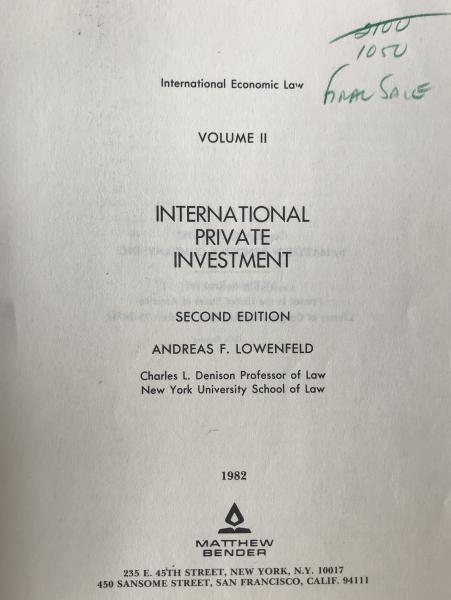 2100
1050
FINAL SALE
International Economic Law
VOLUME II
INTERNATIONAL
PRIVATE
INVESTMENT
SECOND EDITION
ANDREAS F. LOWENFELD
Charles L. Denison Professor of Law
New York University School of Law
1982
MATTHEW
BENDER
235 E. 45TH STREET, NEW YORK, N.Y. 10017
450 SANSOME STREET, SAN FRANCISCO, CALIF. 94111